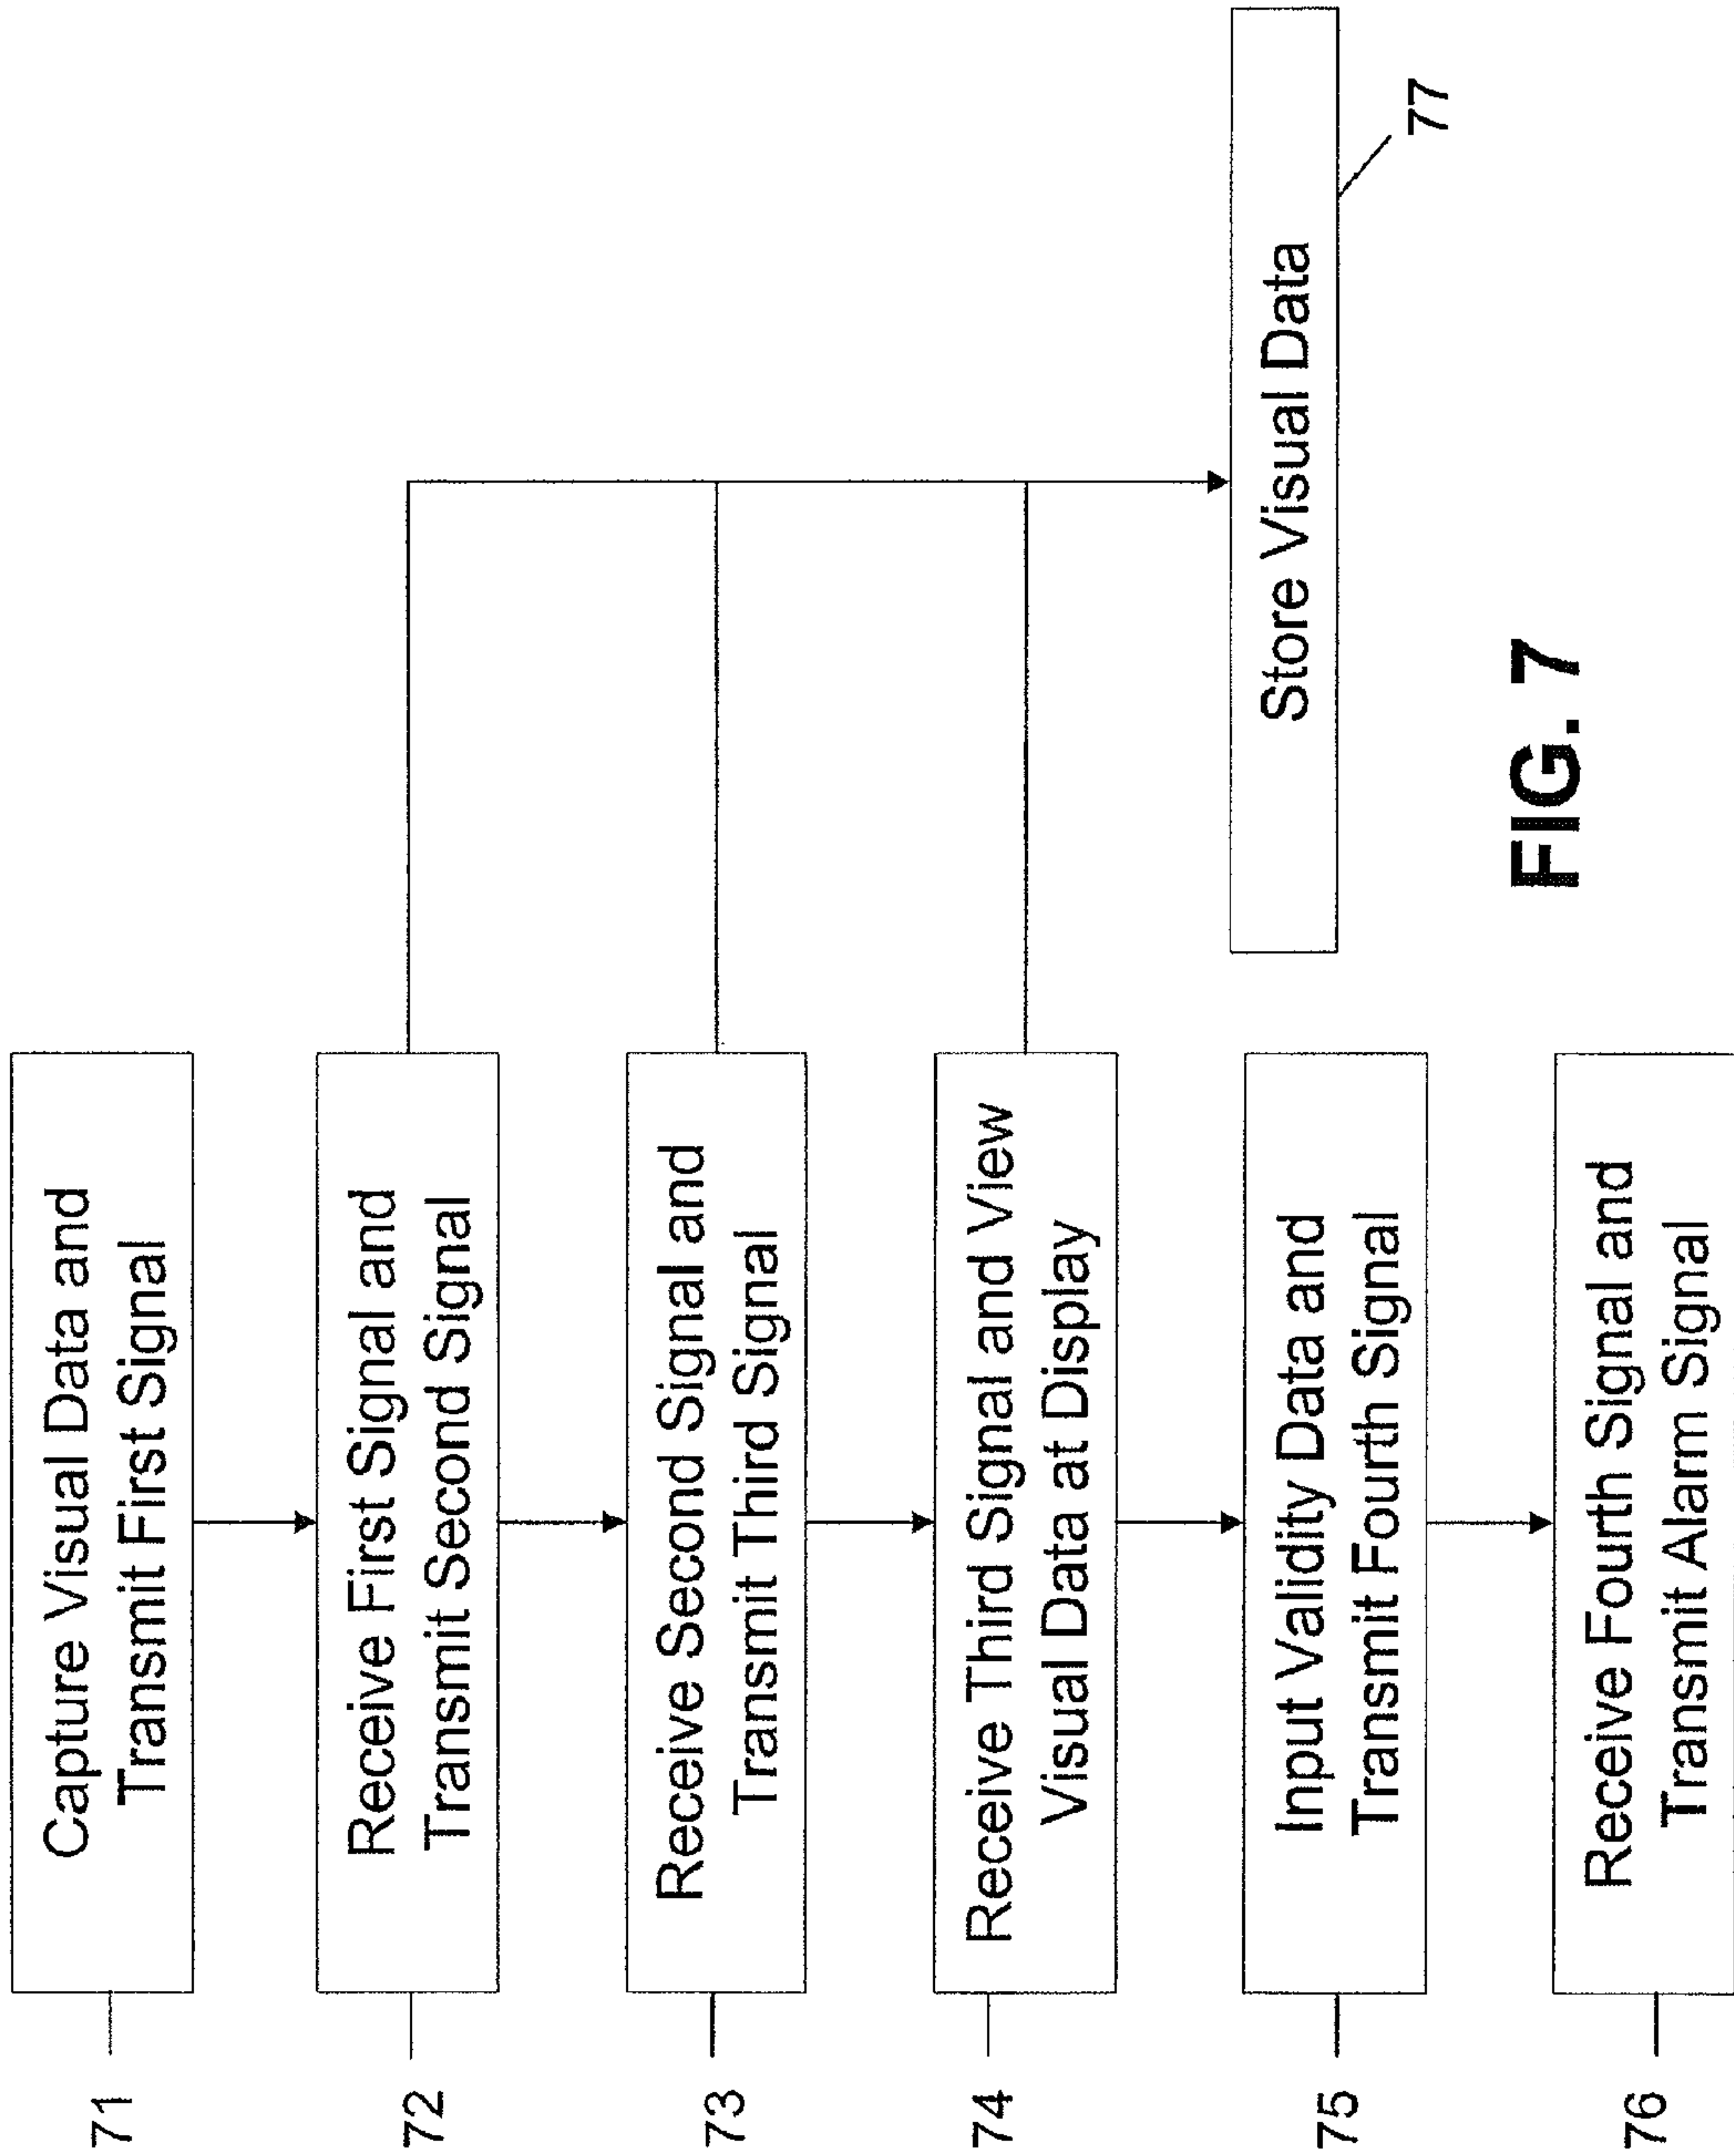 71
Capture Visual Data and
Transmit First Signal
72
Receive First Signal and
Transmit Second Signal
73
Receive Second Signal and
Transmit Third Signal
74
Receive Third Signal and View
Visual Data at Display
75
Input Validity Data and
Transmit Fourth Signal
76
Receive Fourth Signal and
Transmit Alarm Signal
Store Visual Data
77
FIG. 7